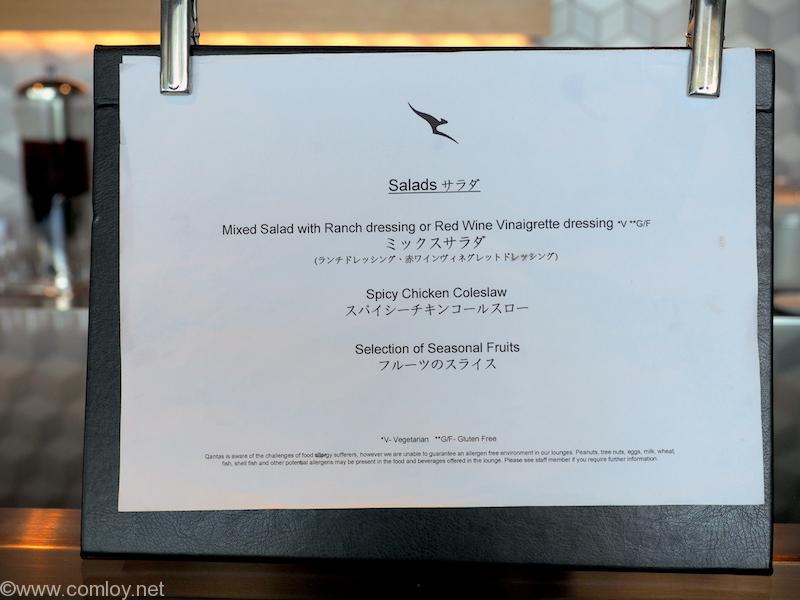 Salads サラダ
Mixed Salad with Ranch dressing or Red Wine Vinaigrette dressing *V **G/F
ミックスサラダ
(ランチドレッシング・赤ワインヴィネグレットドレッシング)
Spicy Chicken Coleslaw
スパイシーチキンコールスロー
Selection of Seasonal Fruits
フルーツのスライス
*V- Vegetarian **G/F- Gluten Free
Qantas is aware of the challenges of food allergy sufferers, however we are unable to guarantee an allergen free environment in our lounges. Peanuts, tree nuts, eggs, milk, wheat,
fish, shell fish and other potential allergens may be present in the food and beverages offered in the lounge. Please see staff member if you require further information.
©www.comloy.net